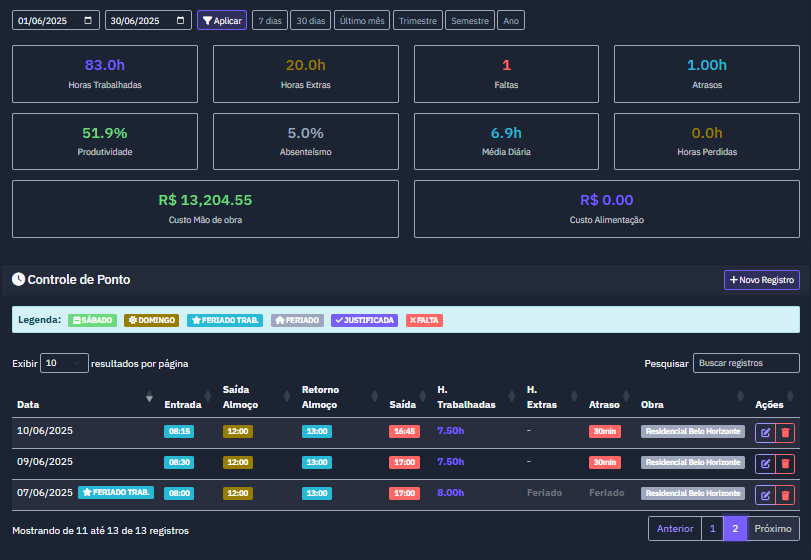 01/06/2025 30/06/2025 Aplicar 7 dias 30 dias Último mês Trimestre Semestre Ano
83.0h 20.0h 1 1.00h
Horas Trabalhadas Horas Extras Faltas Atrasos
51.9% 5.0% 6.9h 0.0h
Produtividade Absenteísmo Média Diária Horas Perdidas
R$ 13,204.55 R$ 0.00
Custo Mão de obra Custo Alimentação
Controle de Ponto + Novo Registro
Legenda: SÁBADO DOMINGO FERIADO TRAB. FERIADO JUSTIFICADA FALTA
Exibir 10 resultados por página Pesquisar Buscar registros
Data Entrada Saída Almoço Retorno Almoço Saída H. Trabalhadas H. Extras Atraso Obra Ações
10/06/2025 08:15 12:00 13:00 16:45 7.50h - 30min Residencial Belo Horizonte
09/06/2025 08:30 12:00 13:00 17:00 7.50h - 30min Residencial Belo Horizonte
07/06/2025 FERIADO TRAB. 08:00 12:00 13:00 17:00 8.00h Feriado Feriado Residencial Belo Horizonte
Mostrando de 11 até 13 de 13 registros Anterior 1 2 Próximo